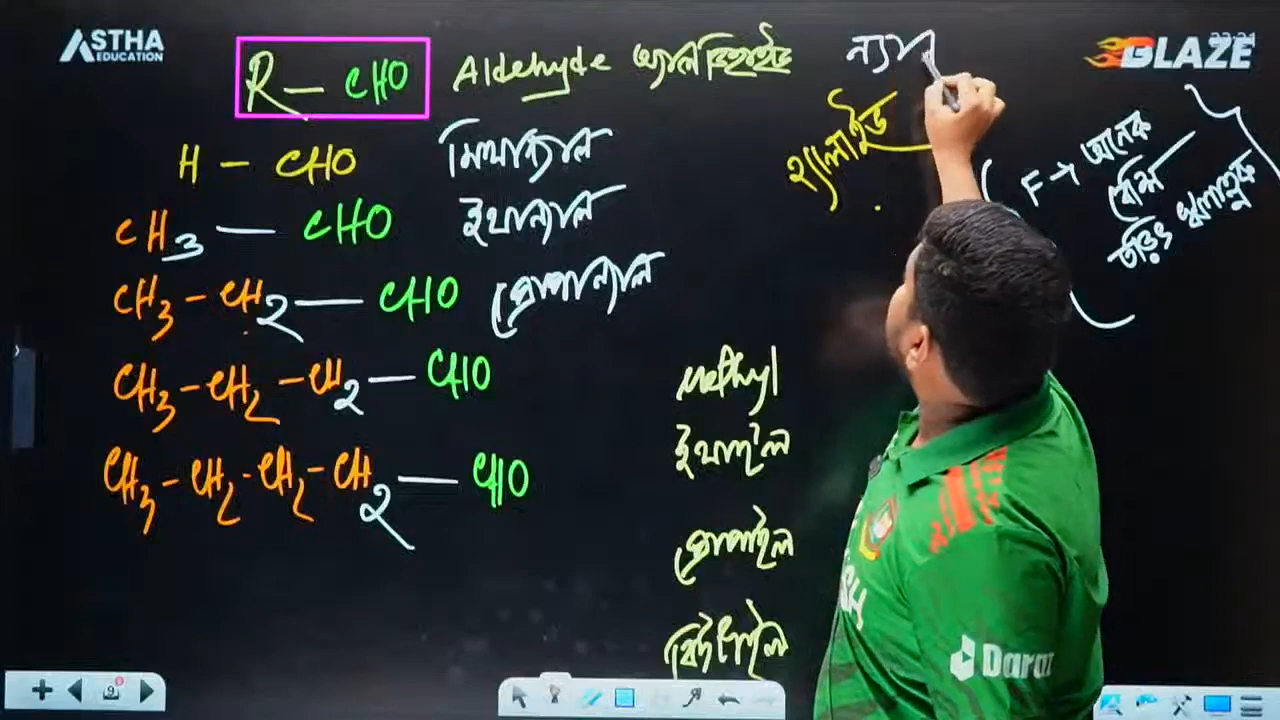 ASTHA
EDUCATION
R — CHO Aldehyde অ্যালডিহাইড
ন্যা
GLAZE
H — CHO মিথান্যাল
হ্যালাইড
CH3 — CHO ইথান্যাল
F → অনেক
বেশি
তড়িৎ ঋণাত্মক
CH3 – CH2 — CHO প্রোপান্যাল
CH3 – CH2 – CH2 — CHO
Methyl
ইথাইল
CH3 – CH2 - CH2 – CH2 — CHO
প্রোপাইল
বিউটাইল
Daraz
9